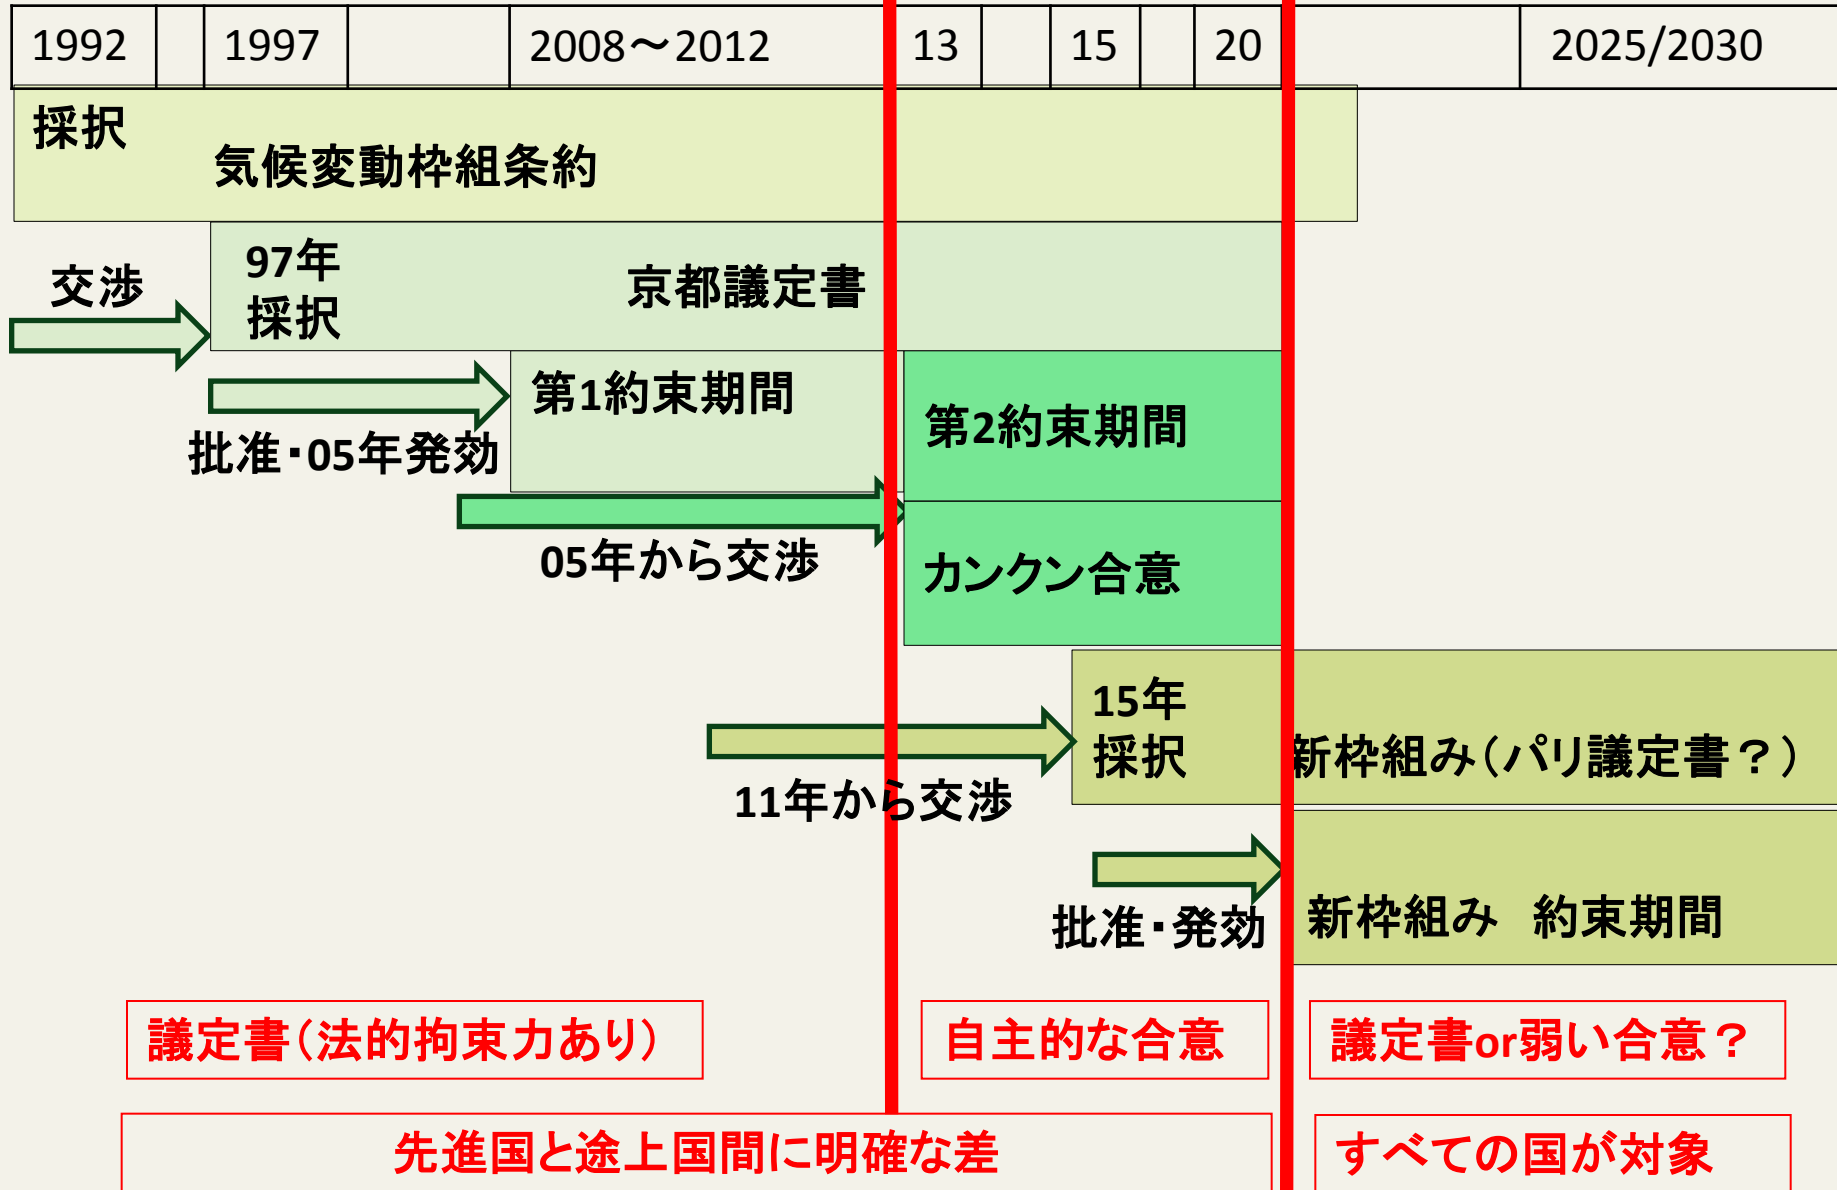 1992 1997 2008～2012 13 15 20 2025/2030
採択
気候変動枠組条約
交渉
97年
採択
京都議定書
第1約束期間
批准・05年発効
第2約束期間
05年から交渉
カンクン合意
15年
採択
新枠組み（パリ議定書？）
11年から交渉
批准・発効
新枠組み　約束期間
議定書（法的拘束力あり）
自主的な合意
議定書or弱い合意？
先進国と途上国間に明確な差
すべての国が対象